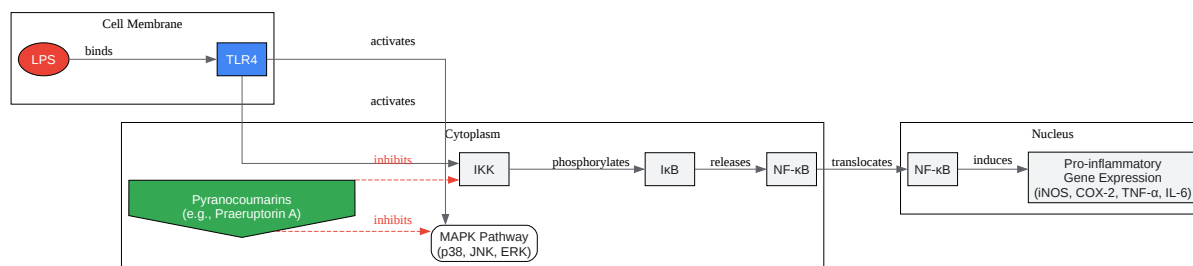 Cell Membrane
LPS
binds
TLR4
activates
activates
Cytoplasm
inhibits
IKK
phosphorylates
IκB
releases
NF-κB
translocates
Nucleus
NF-κB
induces
Pro-inflammatory
Gene Expression
(iNOS, COX-2, TNF-α, IL-6)
Pyranocoumarins
(e.g., Praeruptorin A)
inhibits
MAPK Pathway
(p38, JNK, ERK)